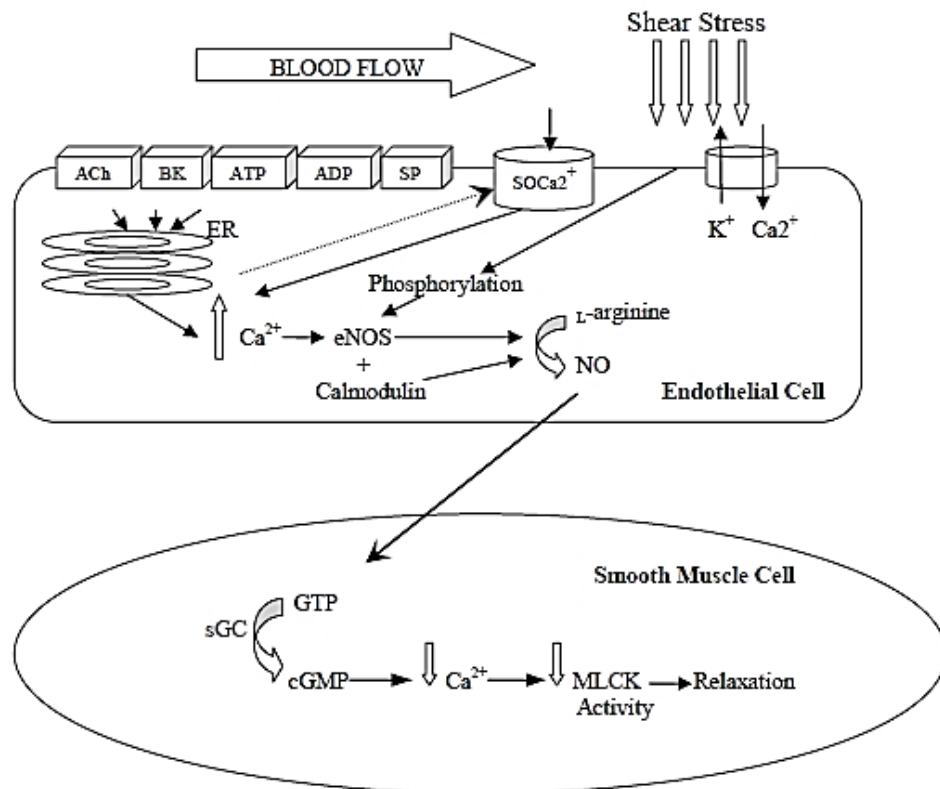 Shear Stress
BLOOD FLOW
ACh BK ATP ADP SP
SOCa2⁺
ER
K⁺ Ca2⁺
Phosphorylation
L-arginine
Ca²⁺ eNOS
+
NO
Calmodulin
Endothelial Cell
Smooth Muscle Cell
GTP
sGC
cGMP Ca²⁺ MLCK Relaxation
Activity